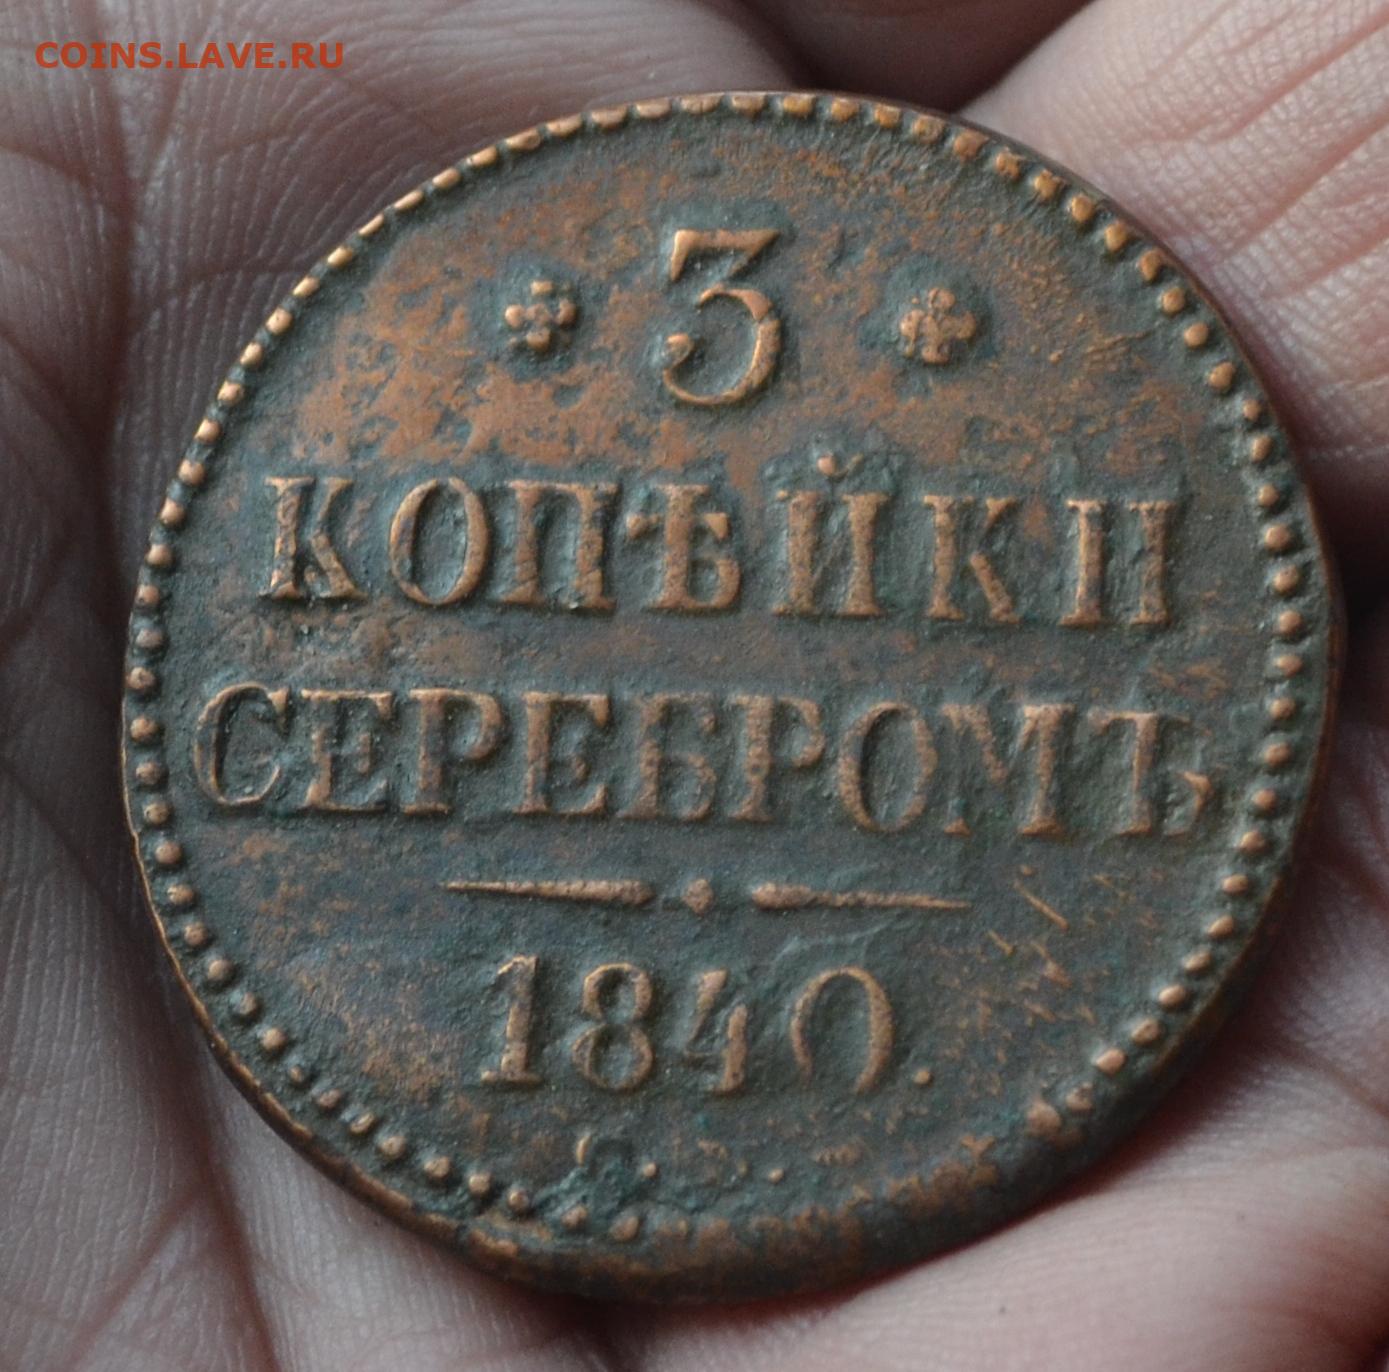 COINS.LAVE.RU
3
КОПѢЙКИ
СЕРЕБРОМЪ
1840.